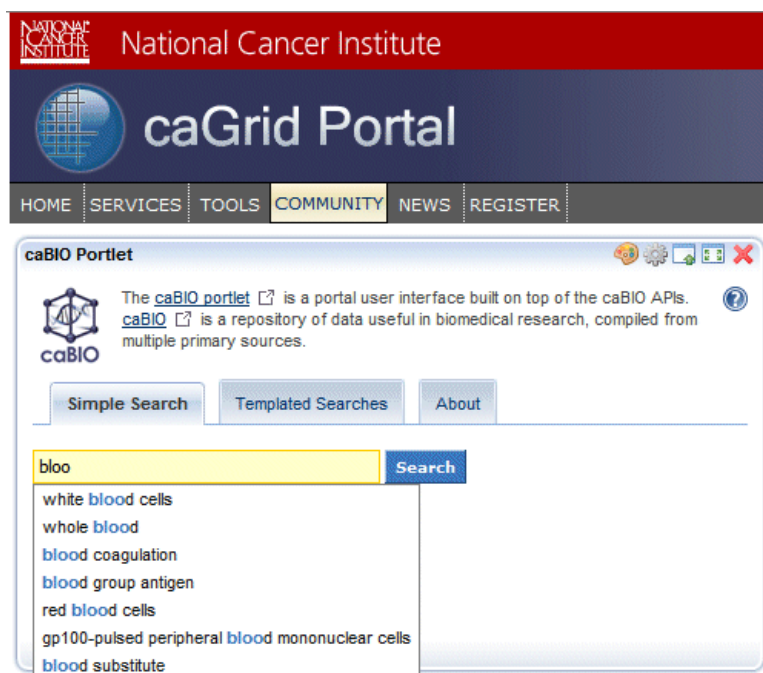 NATIONAL CANCER INSTITUTE
National Cancer Institute
caGrid Portal
HOME SERVICES TOOLS COMMUNITY NEWS REGISTER
caBIO Portlet
The caBIO portlet is a portal user interface built on top of the caBIO APIs.
caBIO is a repository of data useful in biomedical research, compiled from
multiple primary sources.
caBIO
Simple Search Templated Searches About
bloo Search
white blood cells
whole blood
blood coagulation
blood group antigen
red blood cells
gp100-pulsed peripheral blood mononuclear cells
blood substitute